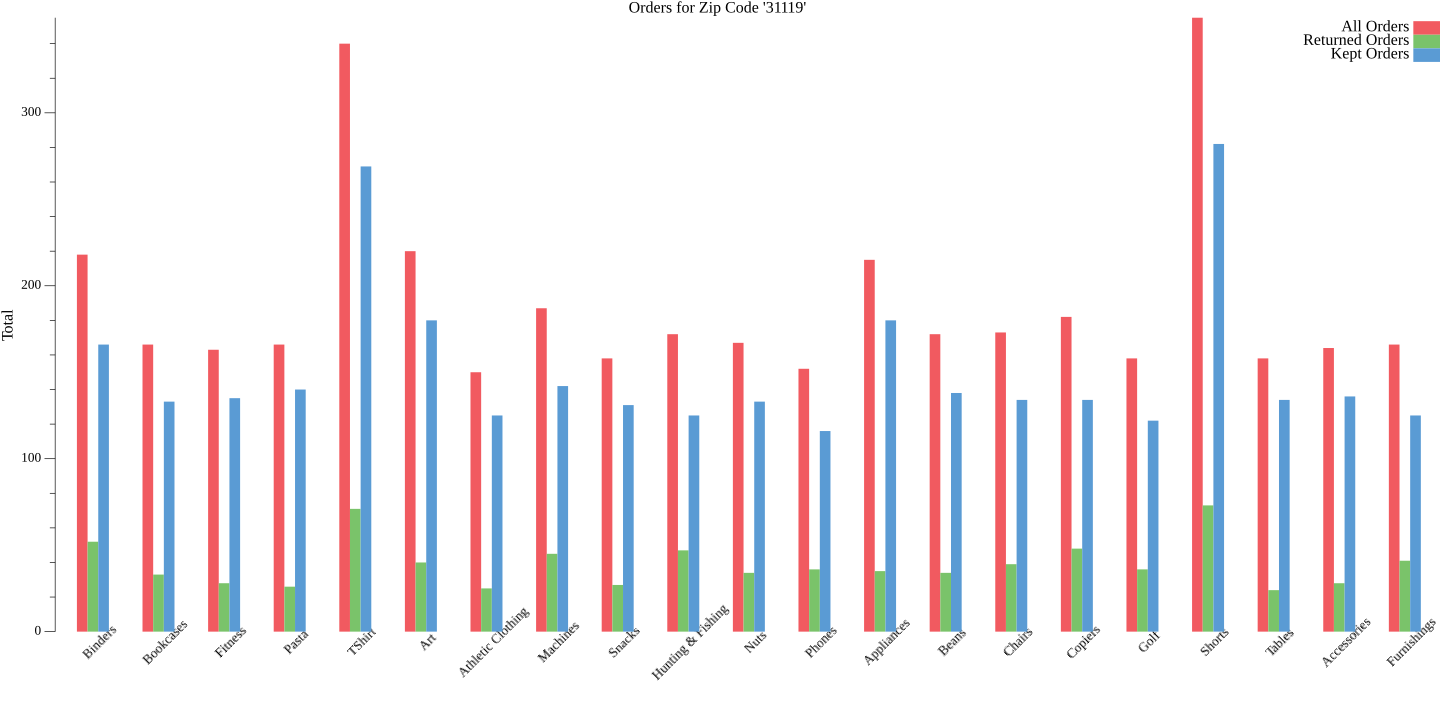 Orders for Zip Code '31119'
All Orders
Returned Orders
Kept Orders
Total
300
200
100
0
Binders
Bookcases
Fitness
Pasta
TShirt
Art
Athletic Clothing
Machines
Snacks
Hunting & Fishing
Nuts
Phones
Appliances
Beans
Chairs
Copiers
Golf
Shorts
Tables
Accessories
Furnishings